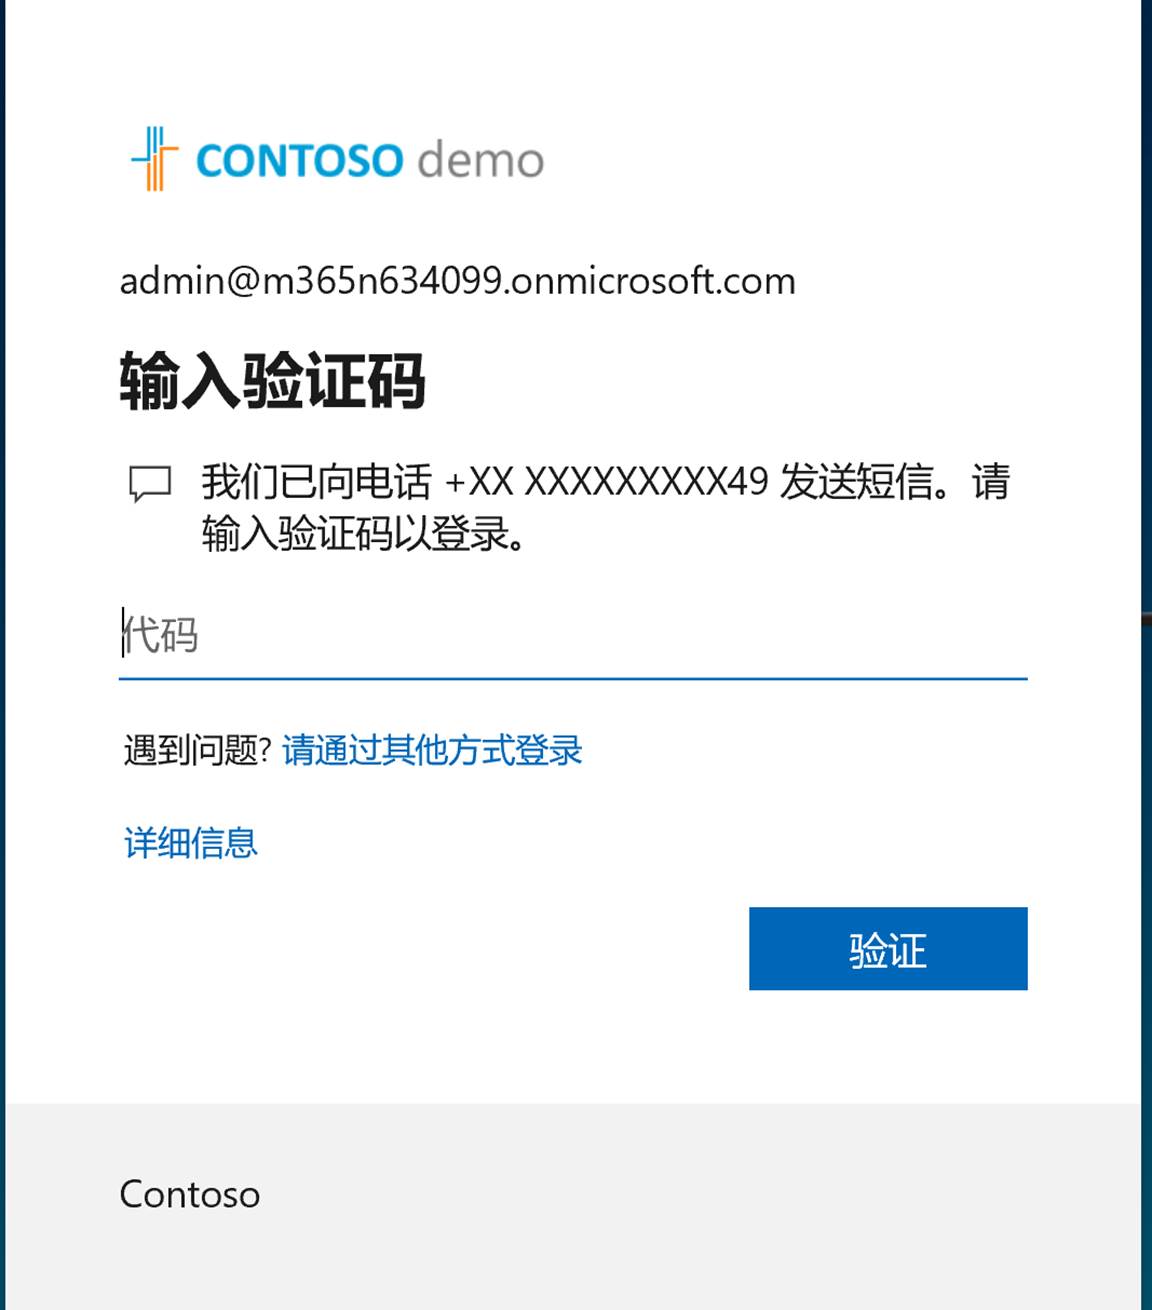 CONTOSO demo
admin@m365n634099.onmicrosoft.com
输入验证码
我们已向电话 +XX XXXXXXXXX49 发送短信。请
输入验证码以登录。
代码
遇到问题? 请通过其他方式登录
详细信息
验证
Contoso